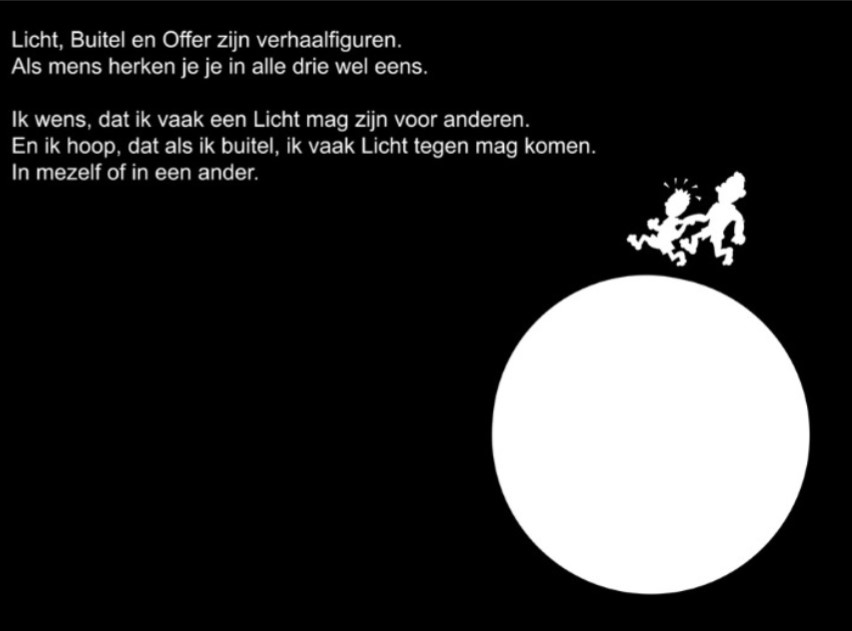 Licht, Buitel en Offer zijn verhaalfiguren.
Als mens herken je je in alle drie wel eens.
Ik wens, dat ik vaak een Licht mag zijn voor anderen.
En ik hoop, dat als ik buitel, ik vaak Licht tegen mag komen.
In mezelf of in een ander.